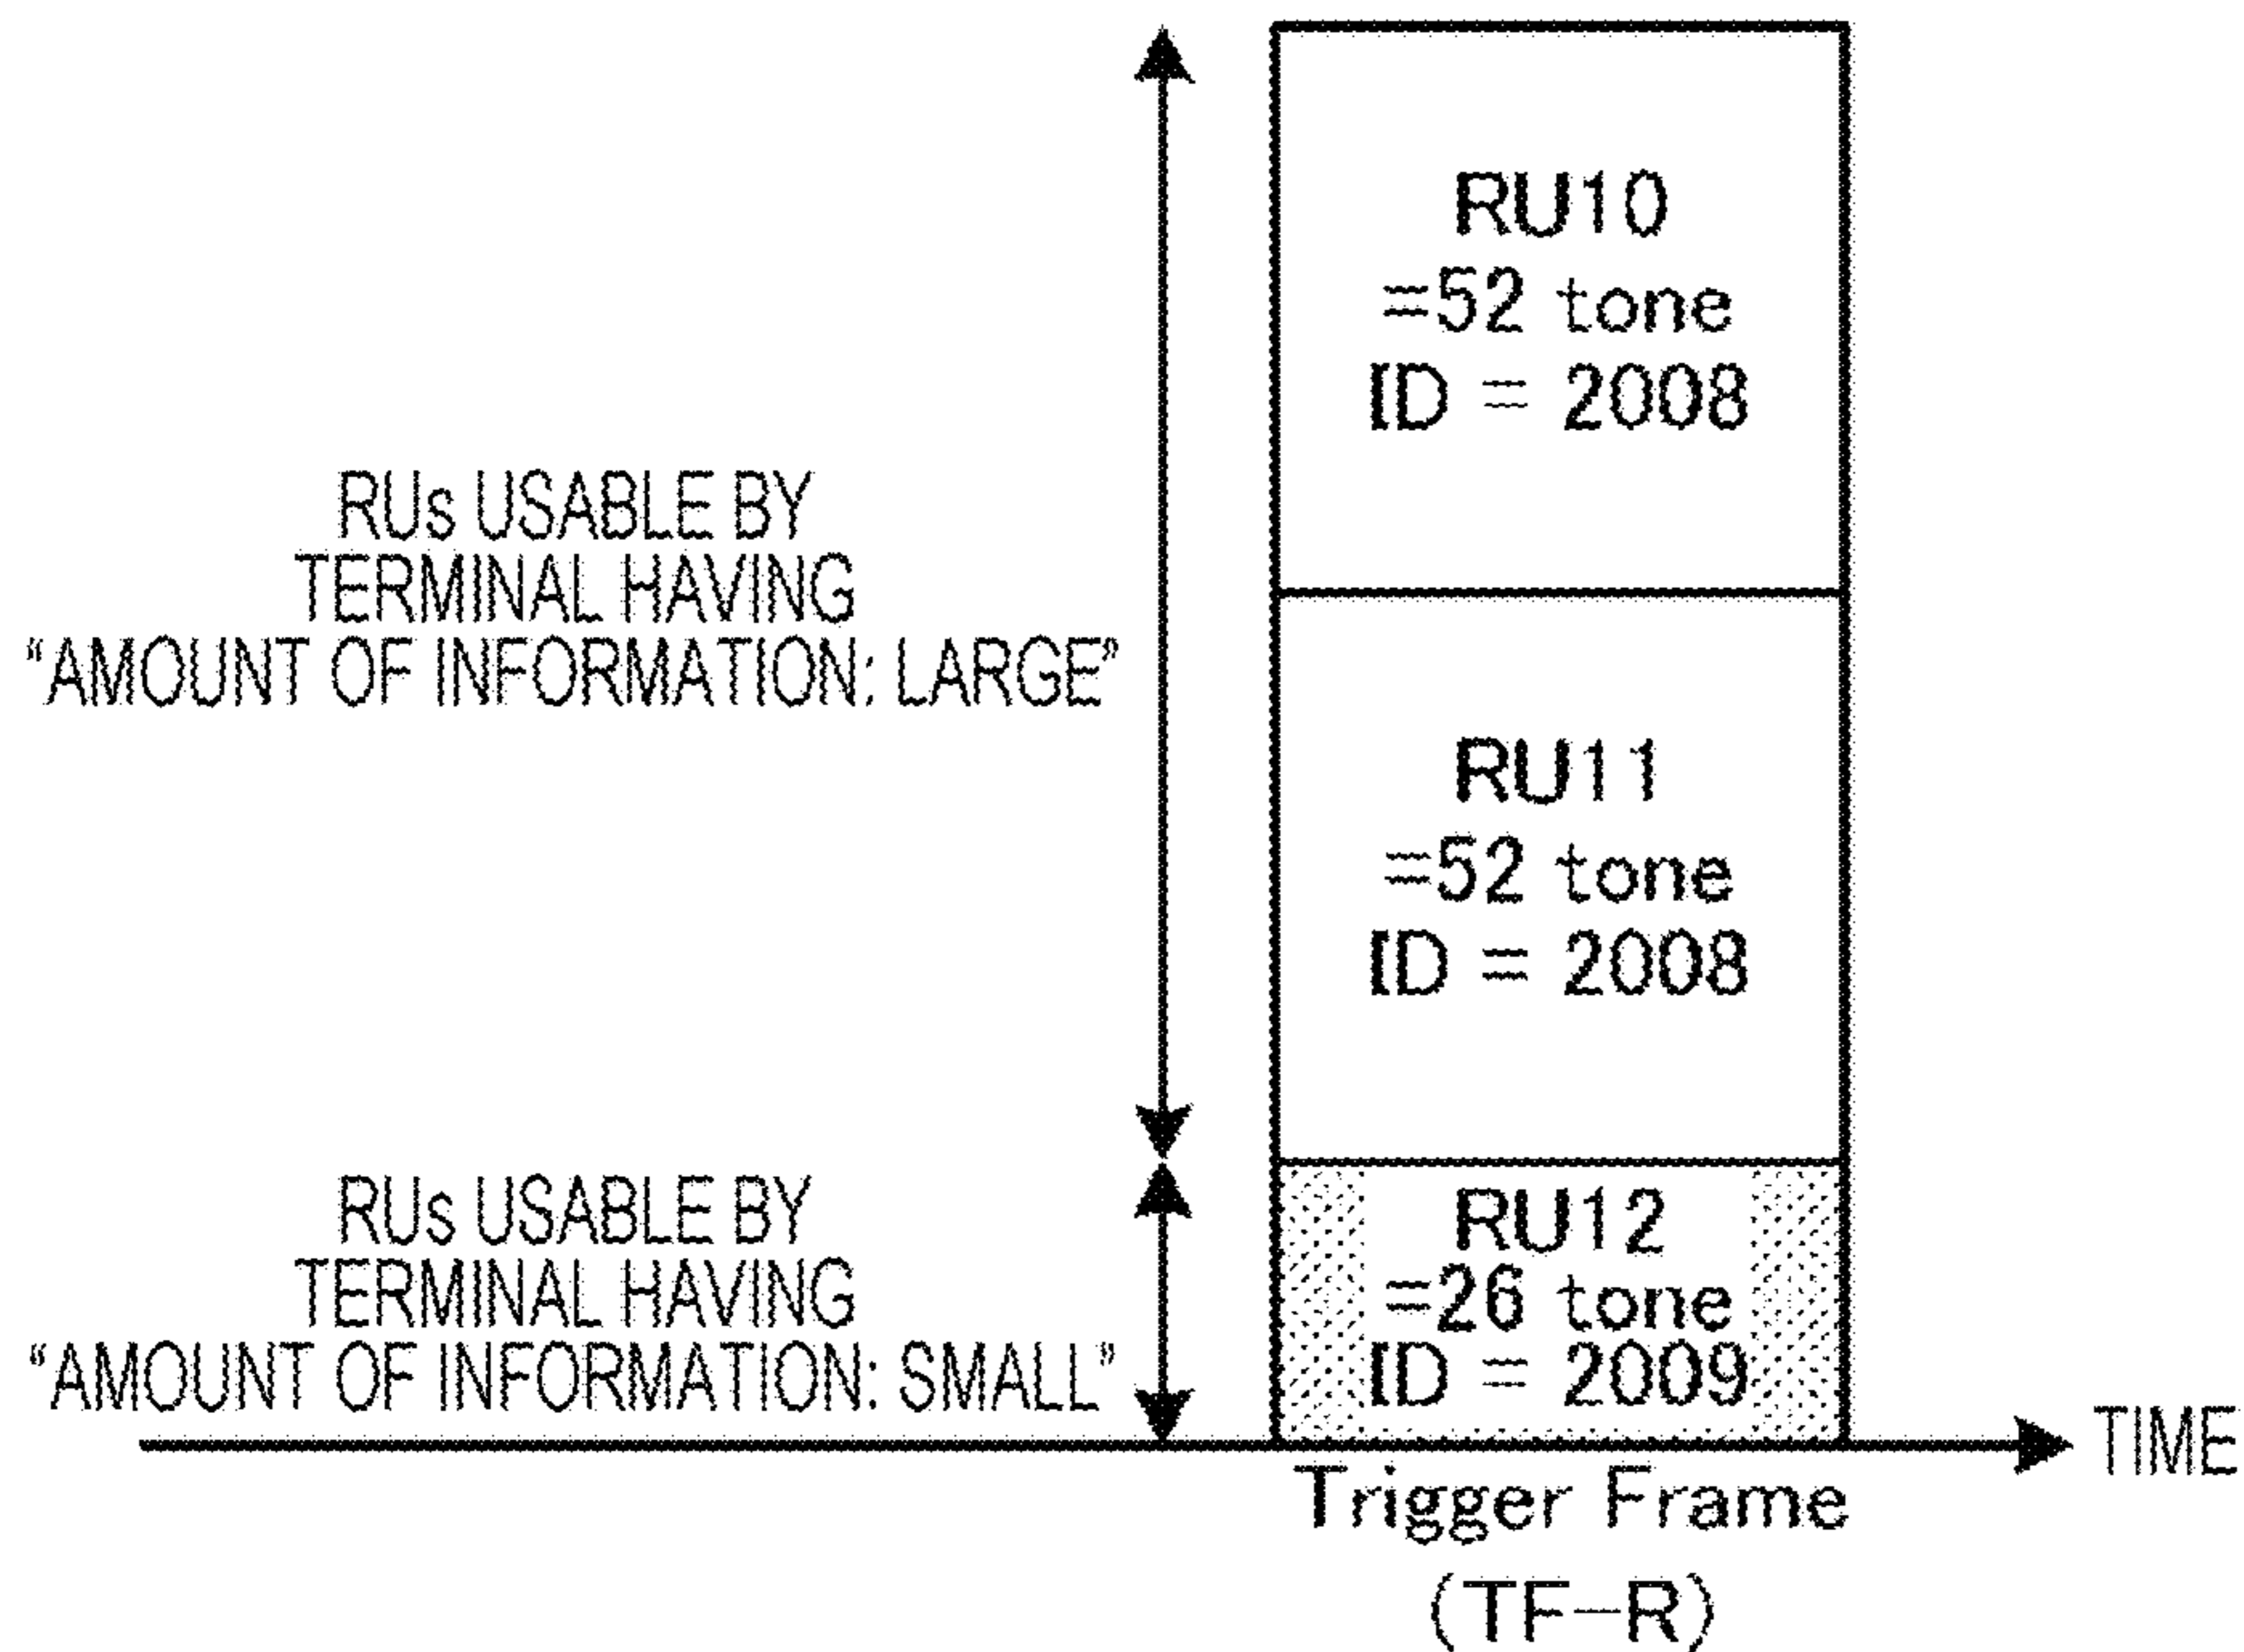 RU10
=52 tone
ID = 2008
RUs USABLE BY
TERMINAL HAVING
“AMOUNT OF INFORMATION: LARGE”
RU11
=52 tone
ID = 2008
RUs USABLE BY
TERMINAL HAVING
“AMOUNT OF INFORMATION: SMALL”
RU12
=26 tone
ID = 2009
TIME
Trigger Frame
(TF-R)